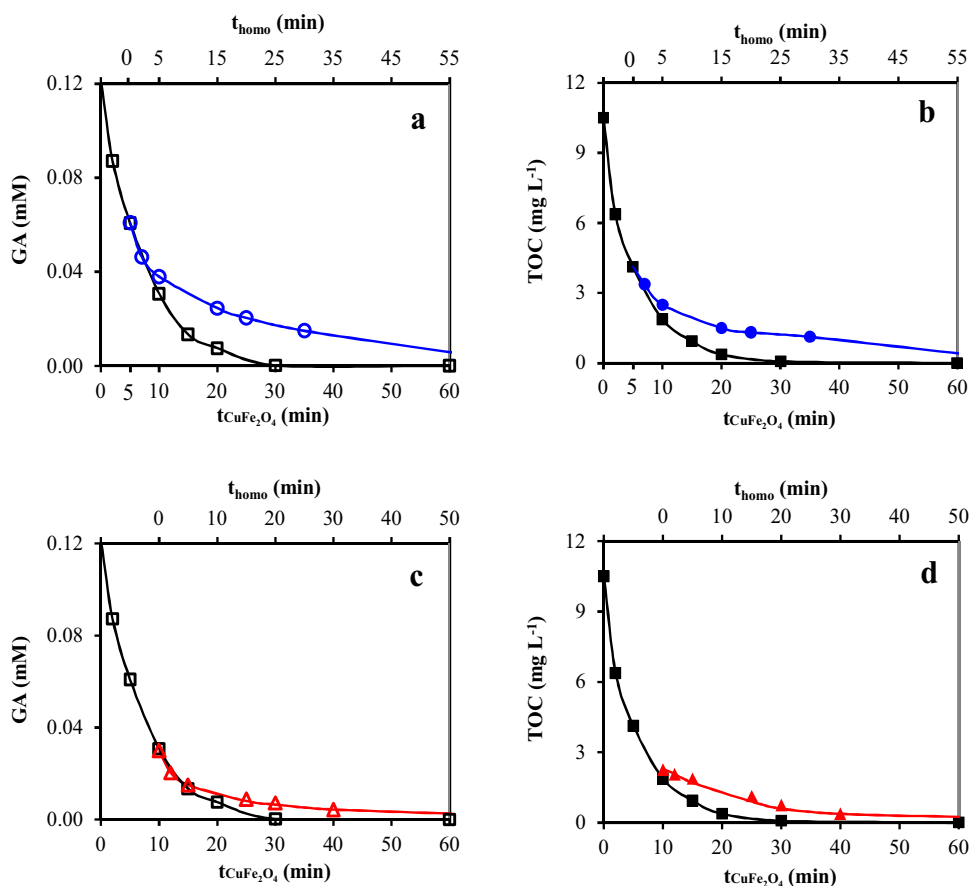 t_homo (min)
0 5 15 25 35 45 55
0.12
0.08
0.04
0.00
GA (mM)
a
0 5 10 20 30 40 50 60
tCuFe₂O₄ (min)
t_homo (min)
0 5 15 25 35 45 55
12
9
6
3
0
TOC (mg L⁻¹)
b
0 5 10 20 30 40 50 60
tCuFe₂O₄ (min)
t_homo (min)
0 10 20 30 40 50
0.12
0.08
0.04
0.00
GA (mM)
c
0 10 20 30 40 50 60
tCuFe₂O₄ (min)
t_homo (min)
0 10 20 30 40 50
12
9
6
3
0
TOC (mg L⁻¹)
d
0 10 20 30 40 50 60
tCuFe₂O₄ (min)